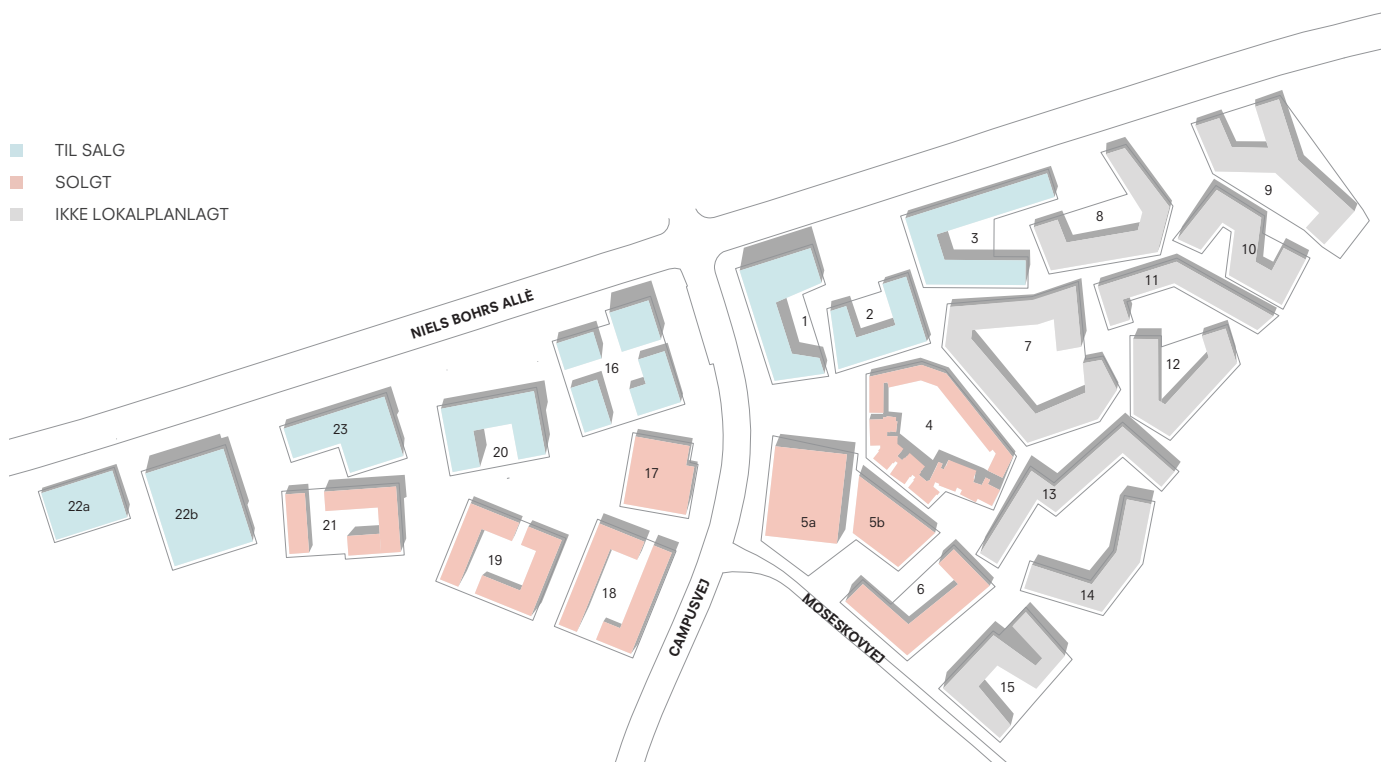 TIL SALG
SOLGT
IKKE LOKALPLANLAGT
NIELS BOHRS ALLÈ
CAMPUSVEJ
MOSESKOVVEJ
1
2
3
4
5a
5b
6
7
8
9
10
11
12
13
14
15
16
17
18
19
20
21
22a
22b
23